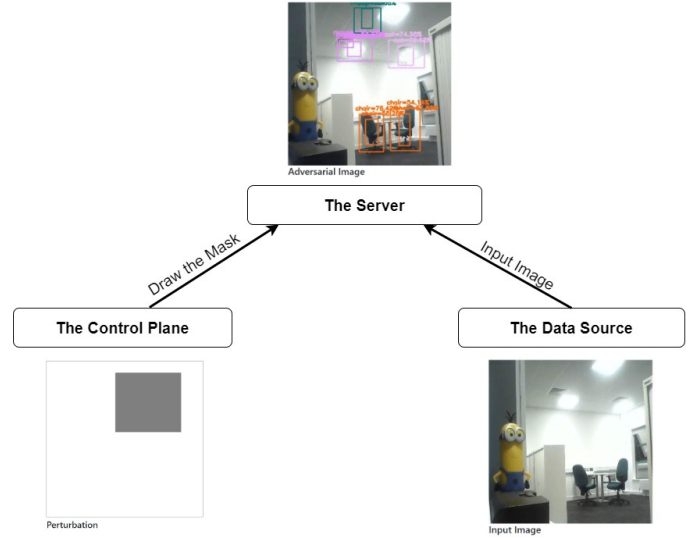 Adversarial Image
The Server
Draw the Mask
Input Image
The Control Plane
The Data Source
Perturbation
Input Image